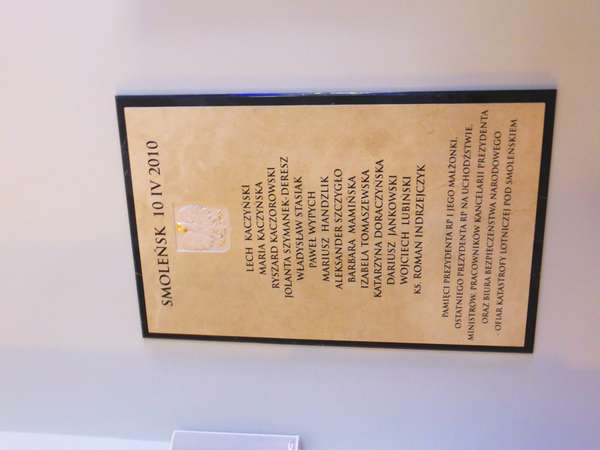 SMOLEŃSK 10 IV 2010
LECH KACZYŃSKI
MARIA KACZYŃSKA
RYSZARD KACZOROWSKI
JOLANTA SZYMANEK-DERESZ
WŁADYSŁAW STASIAK
PAWEŁ WYPYCH
MARIUSZ HANDZLIK
ALEKSANDER SZCZYGŁO
BARBARA MAMIŃSKA
IZABELA TOMASZEWSKA
KATARZYNA DORACZYŃSKA
DARIUSZ JANKOWSKI
WOJCIECH LUBIŃSKI
KS. ROMAN INDRZEJCZYK
PAMIĘCI PREZYDENTA RP I JEGO MAŁŻONKI,
OSTATNIEGO PREZYDENTA RP NA UCHODŹSTWIE,
MINISTRÓW, PRACOWNIKÓW KANCELARII PREZYDENTA
ORAZ BIURA BEZPIECZEŃSTWA NARODOWEGO
- OFIAR KATASTROFY LOTNICZEJ POD SMOLEŃSKIEM